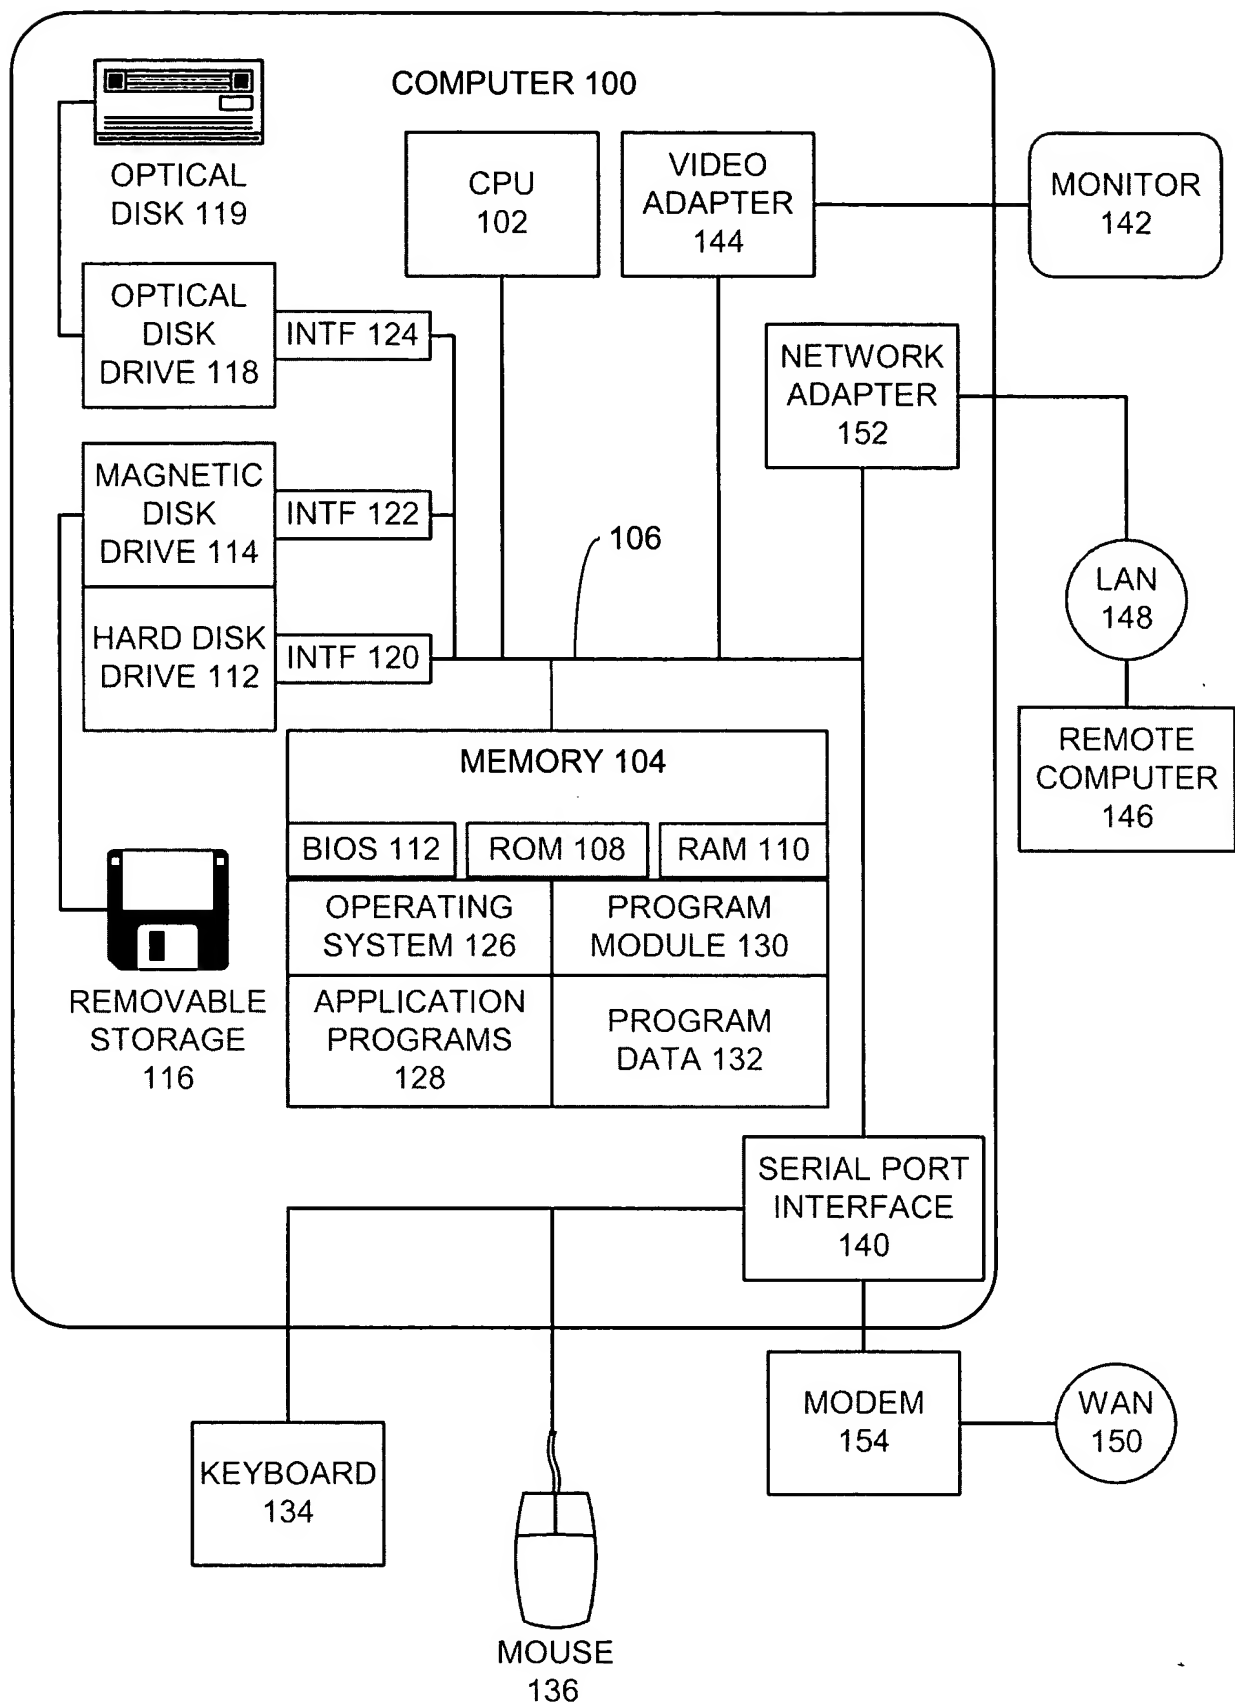 COMPUTER 100
OPTICAL
DISK 119
CPU
102
VIDEO
ADAPTER
144
MONITOR
142
OPTICAL
DISK
DRIVE 118
INTF 124
NETWORK
ADAPTER
152
MAGNETIC
DISK
DRIVE 114
INTF 122
106
LAN
148
HARD DISK
DRIVE 112
INTF 120
REMOTE
COMPUTER
146
MEMORY 104
BIOS 112
ROM 108
RAM 110
OPERATING
SYSTEM 126
PROGRAM
MODULE 130
REMOVABLE
STORAGE
116
APPLICATION
PROGRAMS
128
PROGRAM
DATA 132
SERIAL PORT
INTERFACE
140
MODEM
154
WAN
150
KEYBOARD
134
MOUSE
136